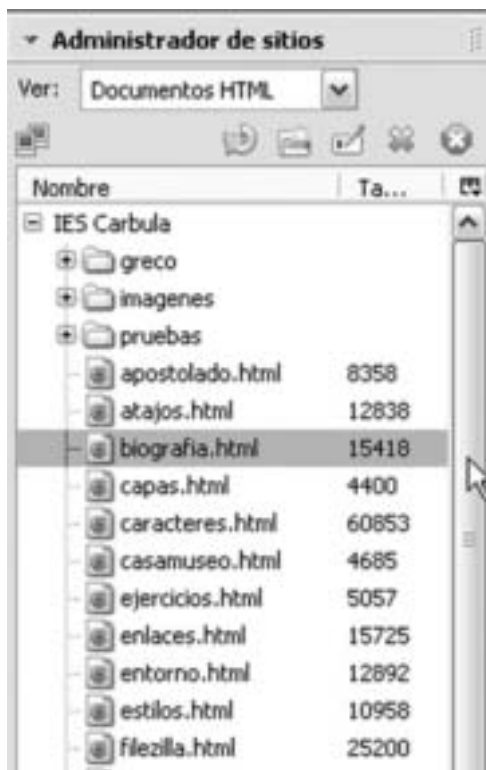 Administrador de sitios
Ver: Documentos HTML
Nombre Ta...
IES Carbula
greco
imagenes
pruebas
apostolado.html 8358
atajos.html 12838
biografia.html 15418
capas.html 4400
caracteres.html 60853
casamuseo.html 4685
ejercicios.html 5057
enlaces.html 15725
entorno.html 12892
estilos.html 10958
filezilla.html 25200